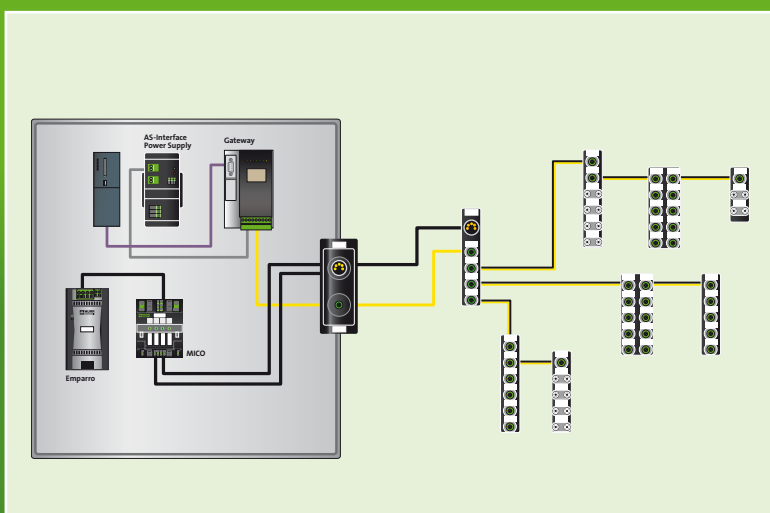 AS-Interface
Power Supply
Gateway
MICO
Emparro